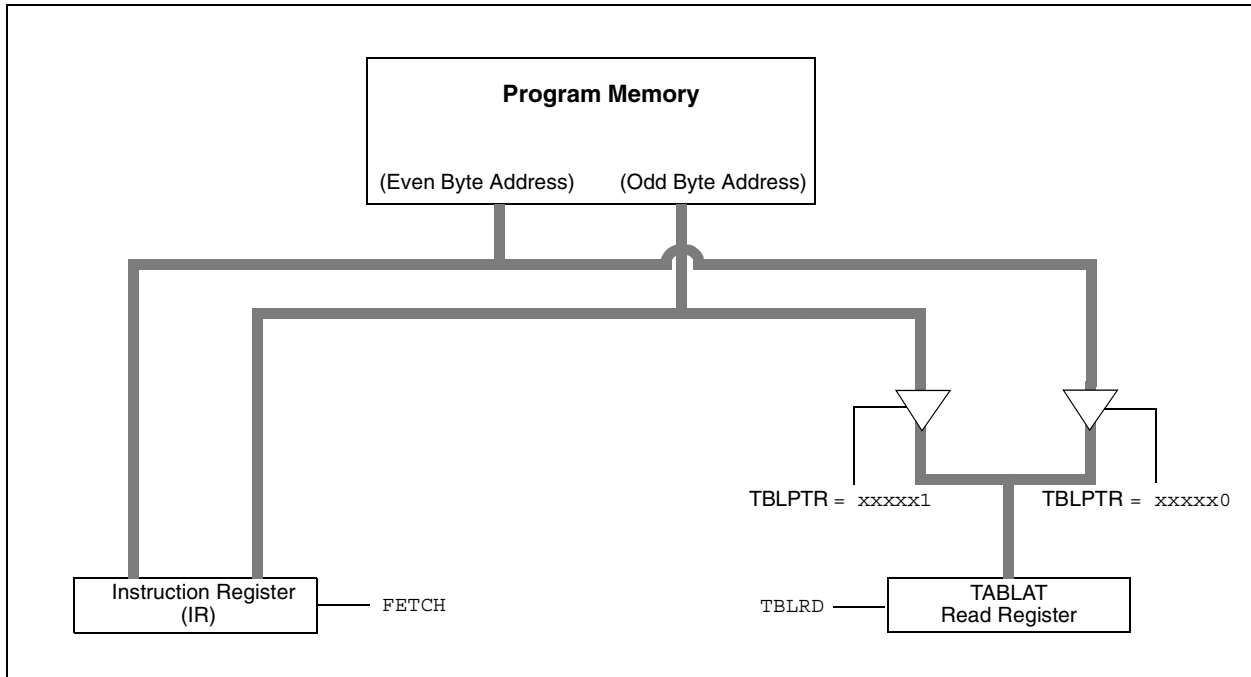 Program Memory
(Even Byte Address) (Odd Byte Address)
TBLPTR = xxxxx1 TBLPTR = xxxxx0
Instruction Register
(IR)
FETCH
TBLRD
TABLAT
Read Register